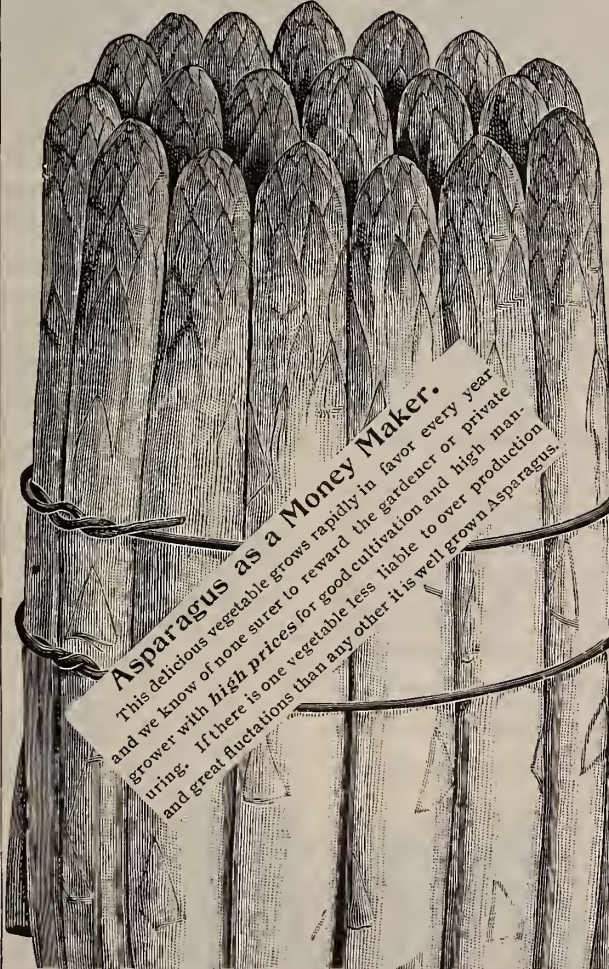 Asparagus as a Money Maker.
This delicious vegetable grows rapidly in favor every year
and we know of none surer to reward the gardener or private
grower with high prices for good cultivation and high man-
uring. If there is one vegetable less liable to over production
and great fluctations than any other it is well grown Asparagus.